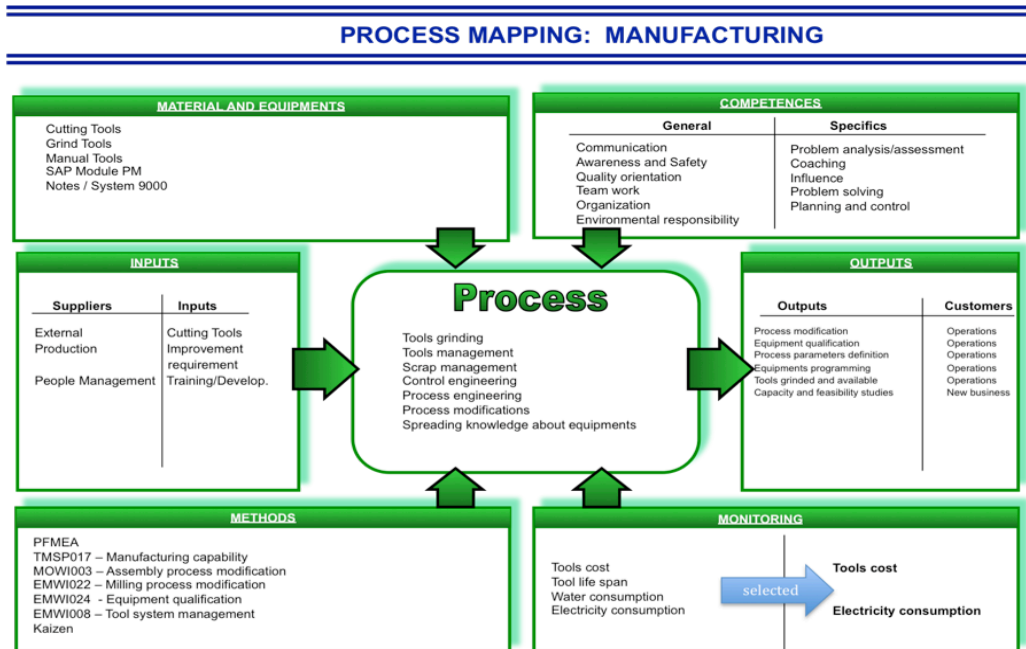 PROCESS MAPPING: MANUFACTURING
MATERIAL AND EQUIPMENTS
Cutting Tools
Grind Tools
Manual Tools
SAP Module PM
Notes / System 9000
COMPETENCES
General Specifics
Communication Problem analysis/assessment
Awareness and Safety Coaching
Quality orientation Influence
Team work Problem solving
Organization Planning and control
Environmental responsibility
INPUTS
Suppliers Inputs
External Cutting Tools
Production Improvement
requirement
People Management Training/Develop.
Process
Tools grinding
Tools management
Scrap management
Control engineering
Process engineering
Process modifications
Spreading knowledge about equipments
OUTPUTS
Outputs Customers
Process modification Operations
Equipment qualification Operations
Process parameters definition Operations
Equipments programming Operations
Tools grinded and available Operations
Capacity and feasibility studies New business
METHODS
PFMEA
TMSP017 – Manufacturing capability
MOWI003 – Assembly process modification
EMWI022 – Milling process modification
EMWI024 - Equipment qualification
EMWI008 – Tool system management
Kaizen
MONITORING
Tools cost
Tool life span
Water consumption
Electricity consumption
selected
Tools cost
Electricity consumption